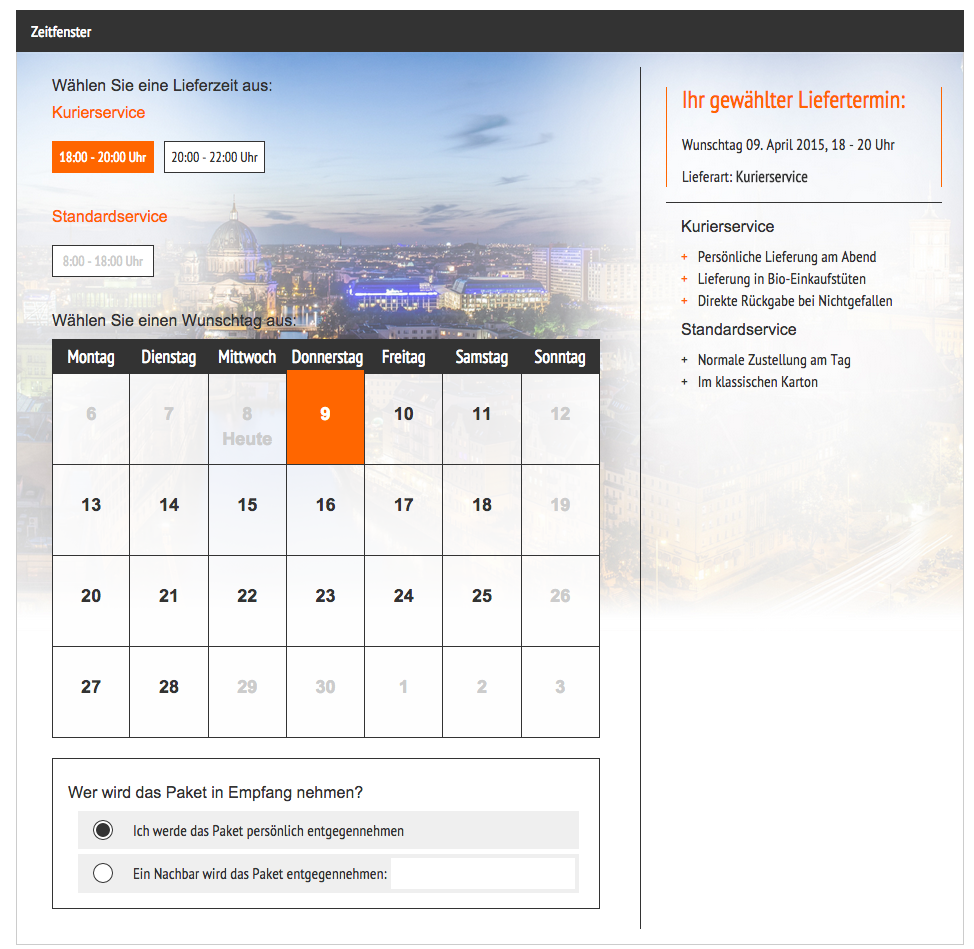 Zeitfenster
Wählen Sie eine Lieferzeit aus:
Kurierservice
18:00 - 20:00 Uhr 20:00 - 22:00 Uhr
Standardservice
8:00 - 18:00 Uhr
Wählen Sie einen Wunschtag aus:
Montag Dienstag Mittwoch Donnerstag Freitag Samstag Sonntag
6 7 8 9 10 11 12
Heute
13 14 15 16 17 18 19
20 21 22 23 24 25 26
27 28 29 30 1 2 3
Wer wird das Paket in Empfang nehmen?
Ich werde das Paket persönlich entgegennehmen
Ein Nachbar wird das Paket entgegennehmen:
Ihr gewählter Liefertermin:
Wunschtag 09. April 2015, 18 - 20 Uhr
Lieferart: Kurierservice
Kurierservice
+ Persönliche Lieferung am Abend
+ Lieferung in Bio-Einkaufstüten
+ Direkte Rückgabe bei Nichtgefallen
Standardservice
+ Normale Zustellung am Tag
+ Im klassischen Karton